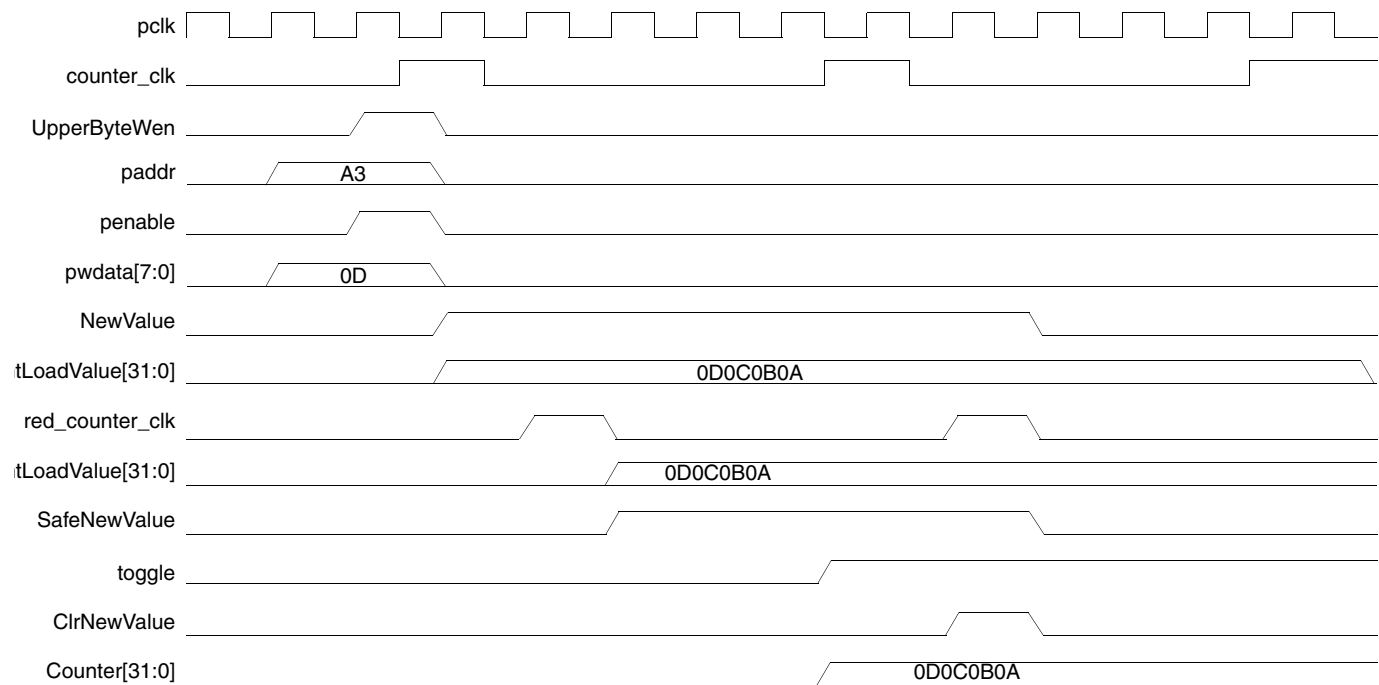 pclk
counter_clk
UpperByteWen
paddr A3
penable
pwdata[7:0] 0D
NewValue
tLoadValue[31:0] 0D0C0B0A
red_counter_clk
tLoadValue[31:0] 0D0C0B0A
SafeNewValue
toggle
ClrNewValue
Counter[31:0] 0D0C0B0A